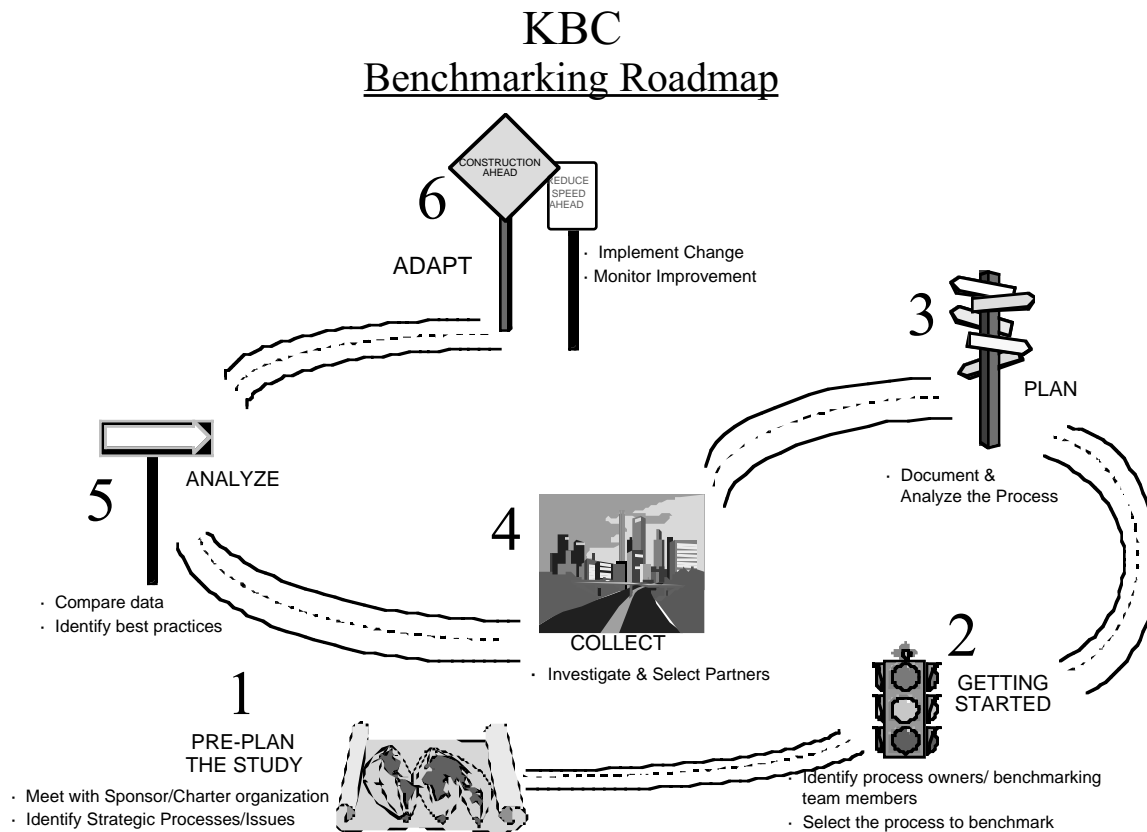 KBC
Benchmarking Roadmap
CONSTRUCTION
AHEAD
REDUCE
SPEED
AHEAD
6
ADAPT
· Implement Change
· Monitor Improvement
3
PLAN
· Document &
Analyze the Process
5
ANALYZE
· Compare data
· Identify best practices
4
COLLECT
· Investigate & Select Partners
2
GETTING
STARTED
· Identify process owners/ benchmarking
team members
· Select the process to benchmark
1
PRE-PLAN
THE STUDY
· Meet with Sponsor/Charter organization
· Identify Strategic Processes/Issues